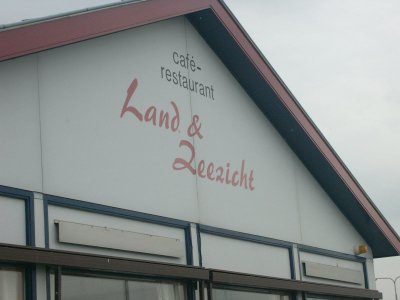 café-
restaurant
Land &
Zeezicht